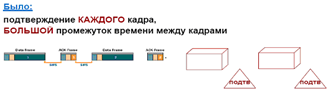 Было:
подтверждение КАЖДОГО кадра,
БОЛЬШОЙ промежуток времени между кадрами
Data Frame ACK Frame Data Frame ACK Frame
SIFS SIFS
ПОДТВ ПОДТВ